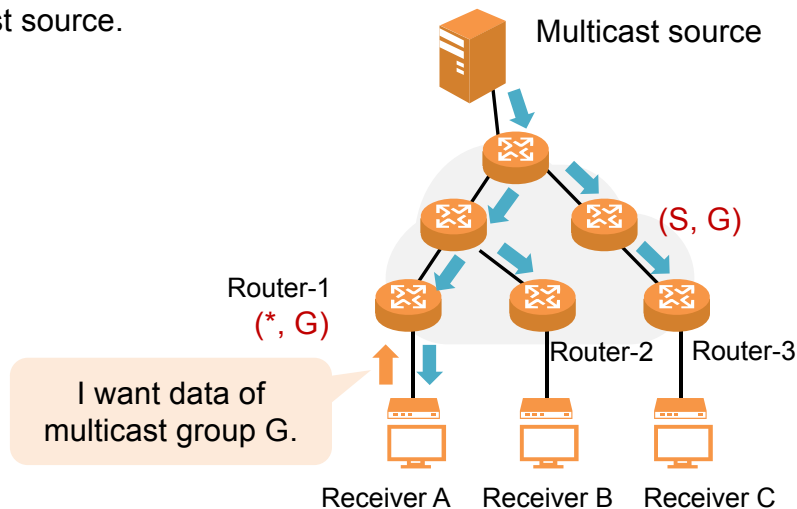 st source.
Multicast source
(S, G)
Router-1
(*, G)
Router-2
Router-3
I want data of
multicast group G.
Receiver A
Receiver B
Receiver C